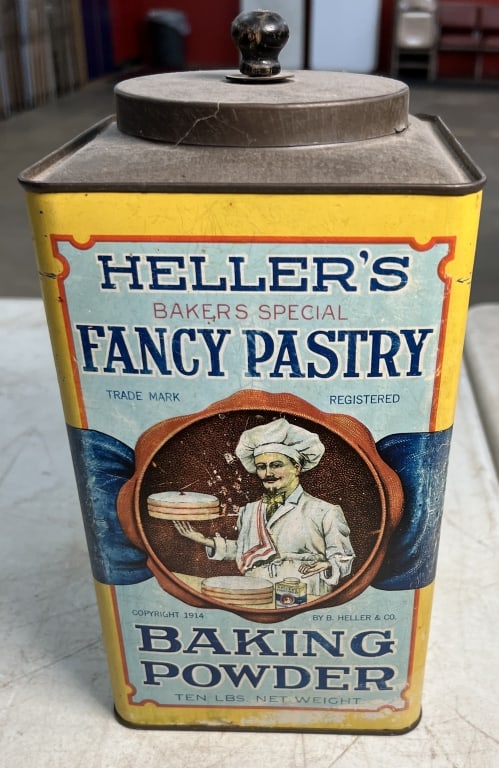 HELLER'S
BAKERS SPECIAL
FANCY PASTRY
TRADE MARK REGISTERED
COPYRIGHT 1914 BY B. HELLER & CO.
BAKING
POWDER
TEN LBS. NET WEIGHT